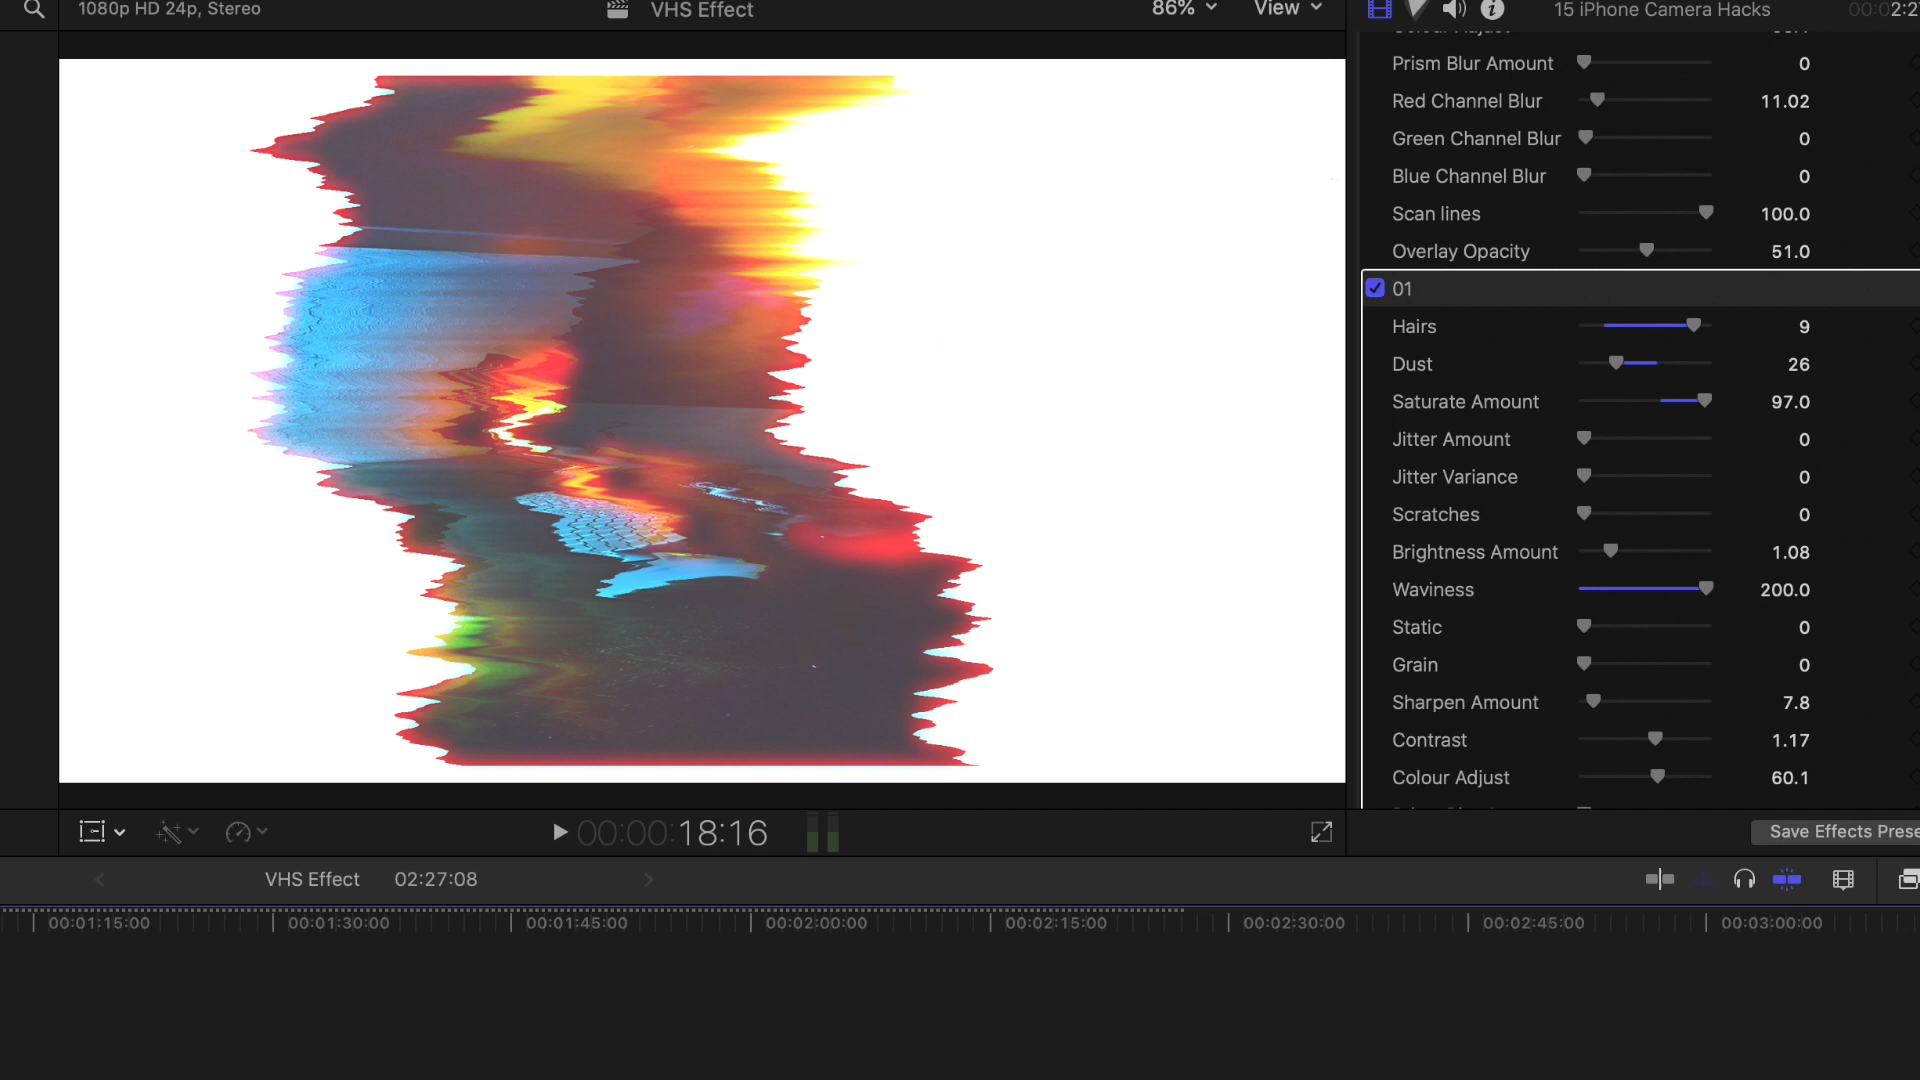 1080p HD 24p, Stereo
VHS Effect
86%
View
15 iPhone Camera Hacks
00:02:27
Prism Blur Amount 0
Red Channel Blur 11.02
Green Channel Blur 0
Blue Channel Blur 0
Scan lines 100.0
Overlay Opacity 51.0
01
Hairs 9
Dust 26
Saturate Amount 97.0
Jitter Amount 0
Jitter Variance 0
Scratches 0
Brightness Amount 1.08
Waviness 200.0
Static 0
Grain 0
Sharpen Amount 7.8
Contrast 1.17
Colour Adjust 60.1
00:00:18:16
Save Effects Prese
VHS Effect 02:27:08
00:01:15:00 00:01:30:00 00:01:45:00 00:02:00:00 00:02:15:00 00:02:30:00 00:02:45:00 00:03:00:00